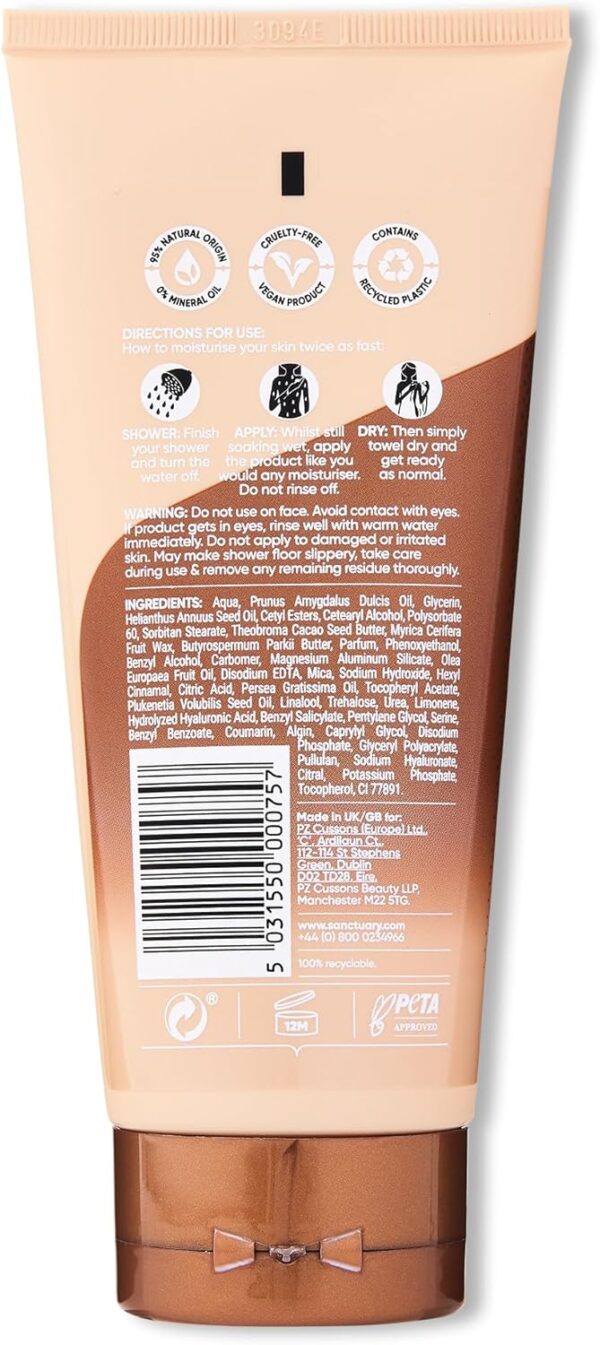 3094E
95% NATURAL ORIGIN
0% MINERAL OIL
CRUELTY-FREE
VEGAN PRODUCT
CONTAINS
RECYCLED PLASTIC
DIRECTIONS FOR USE:
How to moisturise your skin twice as fast:
SHOWER: Finish
your shower
and turn the
water off.
APPLY: Whilst still
soaking wet, apply
the product like you
would any moisturiser.
Do not rinse off.
DRY: Then simply
towel dry and
get ready
as normal.
WARNING: Do not use on face. Avoid contact with eyes.
If product gets in eyes, rinse well with warm water
immediately. Do not apply to damaged or irritated
skin. May make shower floor slippery, take care
during use & remove any remaining residue thoroughly.
INGREDIENTS: Aqua, Prunus Amygdalus Dulcis Oil, Glycerin,
Helianthus Annuus Seed Oil, Cetyl Esters, Cetearyl Alcohol, Polysorbate
60, Sorbitan Stearate, Theobroma Cacao Seed Butter, Myrica Cerifera
Fruit Wax, Butyrospermum Parkii Butter, Parfum, Phenoxyethanol,
Benzyl Alcohol, Carbomer, Magnesium Aluminum Silicate, Olea
Europaea Fruit Oil, Disodium EDTA, Mica, Sodium Hydroxide, Hexyl
Cinnamal, Citric Acid, Persea Gratissima Oil, Tocopheryl Acetate,
Plukenetia Volubilis Seed Oil, Linalool, Trehalose, Urea, Limonene,
Hydrolyzed Hyaluronic Acid, Benzyl Salicylate, Pentylene Glycol, Serine,
Benzyl Benzoate, Coumarin, Algin, Caprylyl Glycol, Disodium
Phosphate, Glyceryl Polyacrylate,
Pullulan, Sodium Hyaluronate,
Citral, Potassium Phosphate,
Tocopherol, CI 77891.
5 031550 000757
Made in UK/GB for:
PZ Cussons (Europe) Ltd.,
'C', Ardilaun Ct.,
112-114 St Stephens
Green, Dublin
D02 TD28, Eire.
PZ Cussons Beauty LLP,
Manchester M22 5TG.
www.sanctuary.com
+44 (0) 800 0234966
100% recyclable.
®
12M
PETA
APPROVED